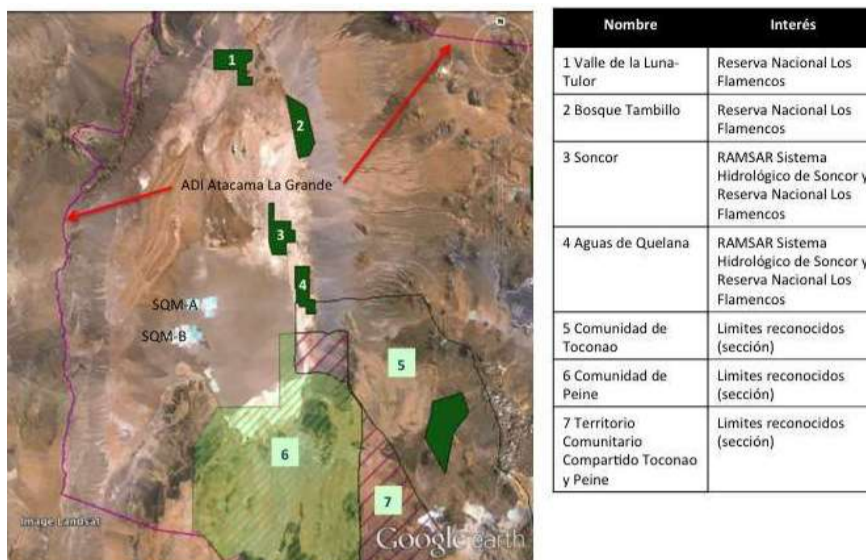 N
1
2
ADI Atacama La Grande
3
4
SQM-A
SQM-B
5
6
7
Image Landsat
Google earth
Nombre Interés
1 Valle de la Luna- Reserva Nacional Los
Tulor Flamencos
2 Bosque Tambillo Reserva Nacional Los
Flamencos
3 Soncor RAMSAR Sistema
Hidrológico de Soncor y
Reserva Nacional Los
Flamencos
4 Aguas de Quelana RAMSAR Sistema
Hidrológico de Soncor y
Reserva Nacional Los
Flamencos
5 Comunidad de Limites reconocidos
Toconao (sección)
6 Comunidad de Limites reconocidos
Peine (sección)
7 Territorio Limites reconocidos
Comunitario (sección)
Compartido Toconao
y Peine